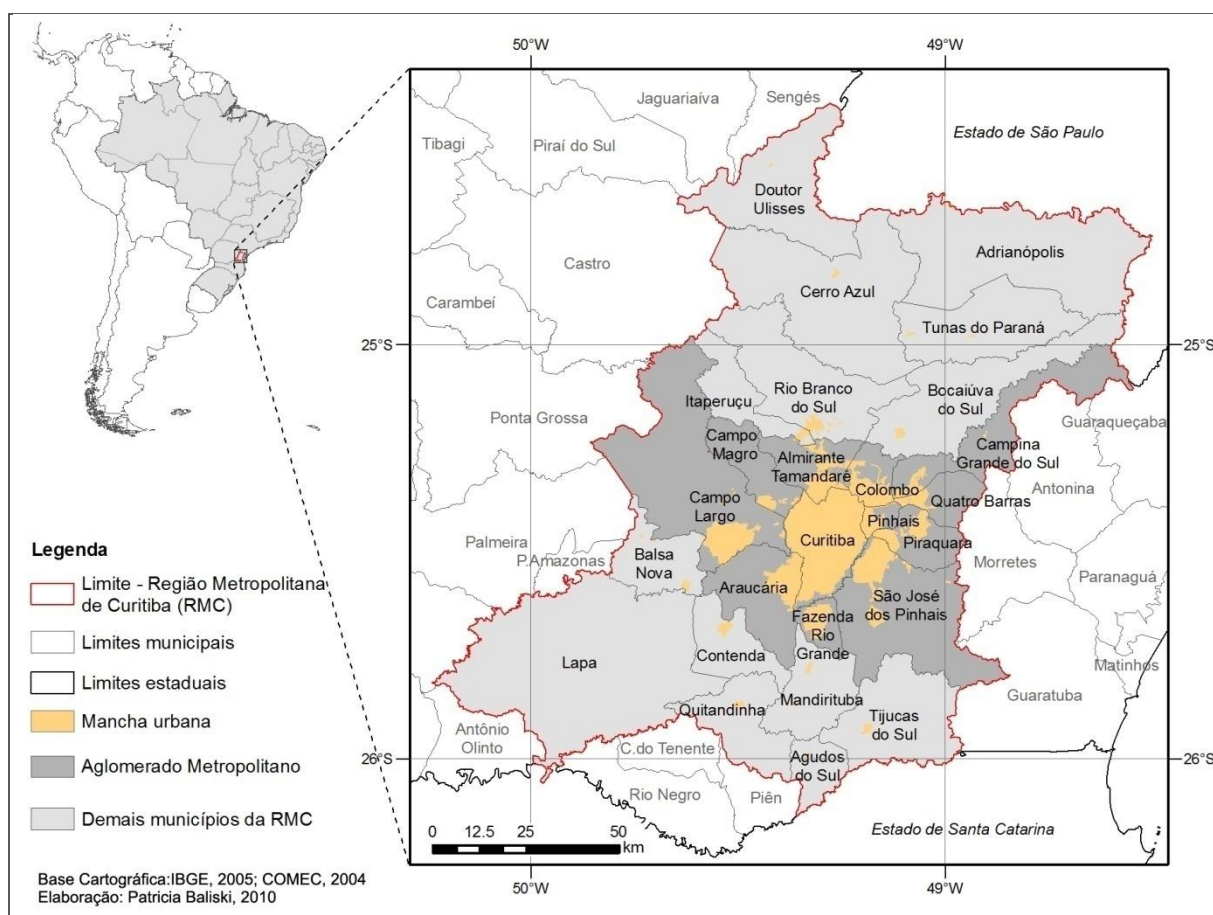 50°W
49°W
Jaguariaíva
Sengés
Estado de São Paulo
Tibagi
Piraí do Sul
Doutor
Ulisses
Adrianópolis
Castro
Cerro Azul
Carambeí
Tunas do Paraná
25°S
25°S
Rio Branco
do Sul
Bocaiúva
do Sul
Itaperuçu
Ponta Grossa
Guaraqueçaba
Campo
Magro
Almirante
Tamandaré
Campina
Grande do Sul
Colombo
Quatro Barras
Antonina
Campo
Largo
Pinhais
Curitiba
Piraquara
Palmeira
P.Amazonas
Balsa
Nova
Morretes
Paranaguá
Araucária
São José
dos Pinhais
Fazenda
Rio
Grande
Lapa
Contenda
Matinhos
Mandirituba
Guaratuba
Quitandinha
Tijucas
do Sul
Antônio
Olinto
C.do Tenente
Agudos
do Sul
26°S
26°S
Rio Negro
Piên
Estado de Santa Catarina
0 12.5 25 50
km
50°W
49°W
Legenda
Limite - Região Metropolitana
de Curitiba (RMC)
Limites municipais
Limites estaduais
Mancha urbana
Aglomerado Metropolitano
Demais municípios da RMC
Base Cartográfica:IBGE, 2005; COMEC, 2004
Elaboração: Patricia Baliski, 2010